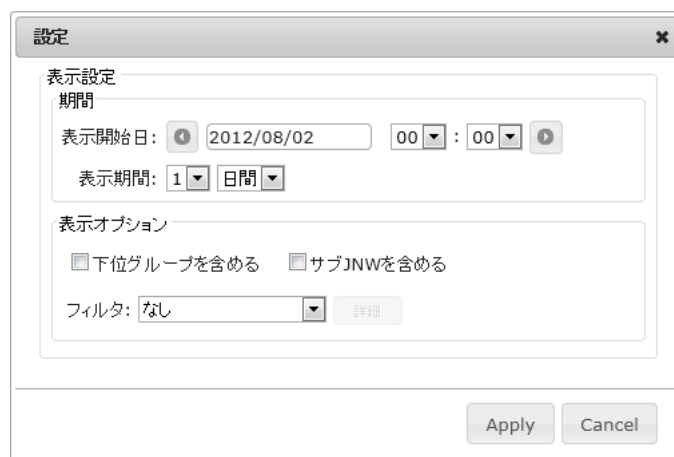 設定
表示設定
期間
表示開始日: 2012/08/02 00 : 00
表示期間: 1 日間
表示オプション
下位グループを含める サブJNWを含める
フィルタ: なし 詳細
Apply Cancel